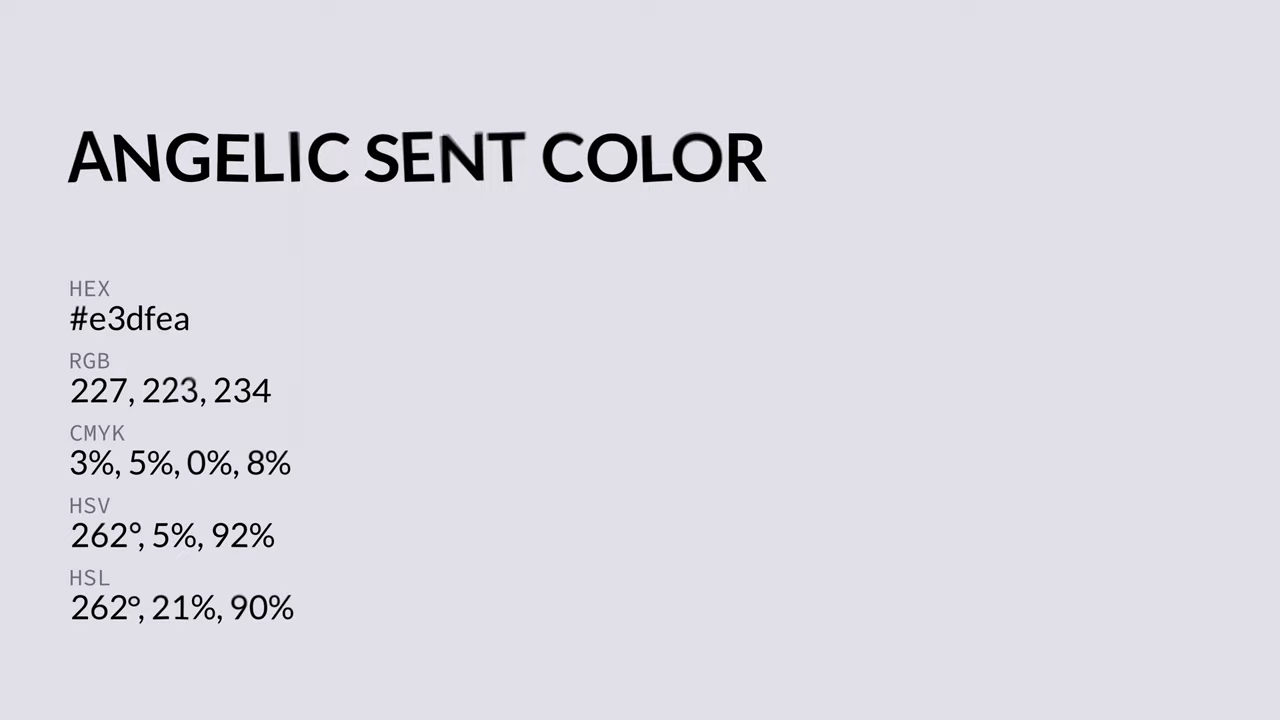 ANGELIC SENT COLOR
HEX
#e3dfea
RGB
227, 223, 234
CMYK
3%, 5%, 0%, 8%
HSV
262°, 5%, 92%
HSL
262°, 21%, 90%